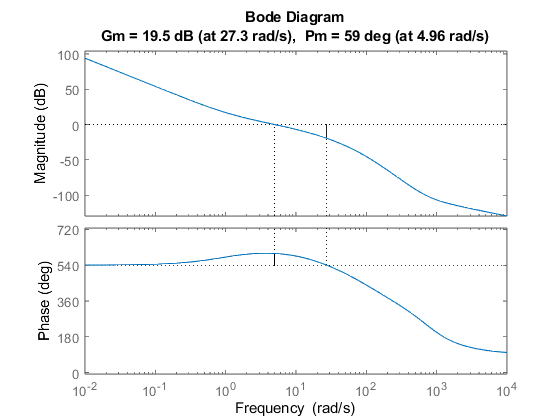 Bode Diagram
Gm = 19.5 dB (at 27.3 rad/s), Pm = 59 deg (at 4.96 rad/s)
100
50
0
-50
-100
Magnitude (dB)
720
540
360
180
0
Phase (deg)
10^-2 10^-1 10^0 10^1 10^2 10^3 10^4
Frequency (rad/s)